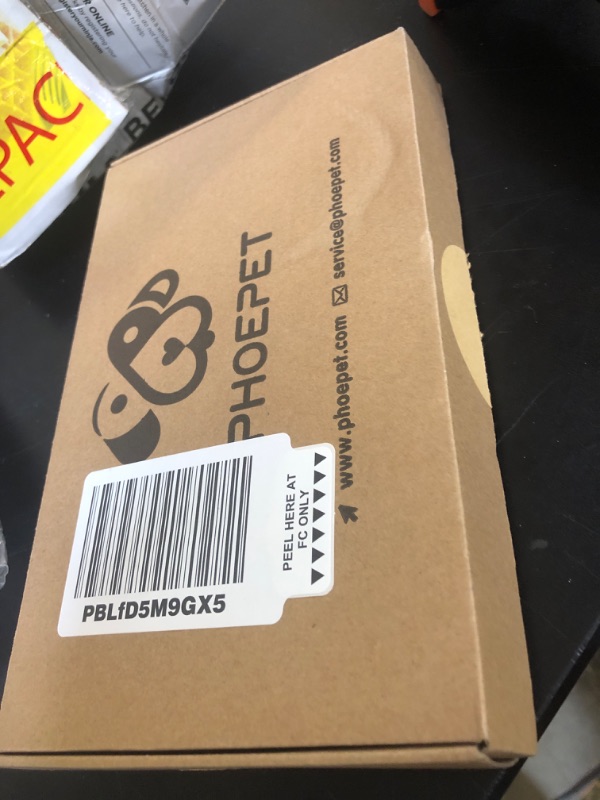 PHOEPET
www.phoepet.com
service@phoepet.com
PBLfD5M9GX5
PEEL HERE AT
FC ONLY
PAC
R ONLINE